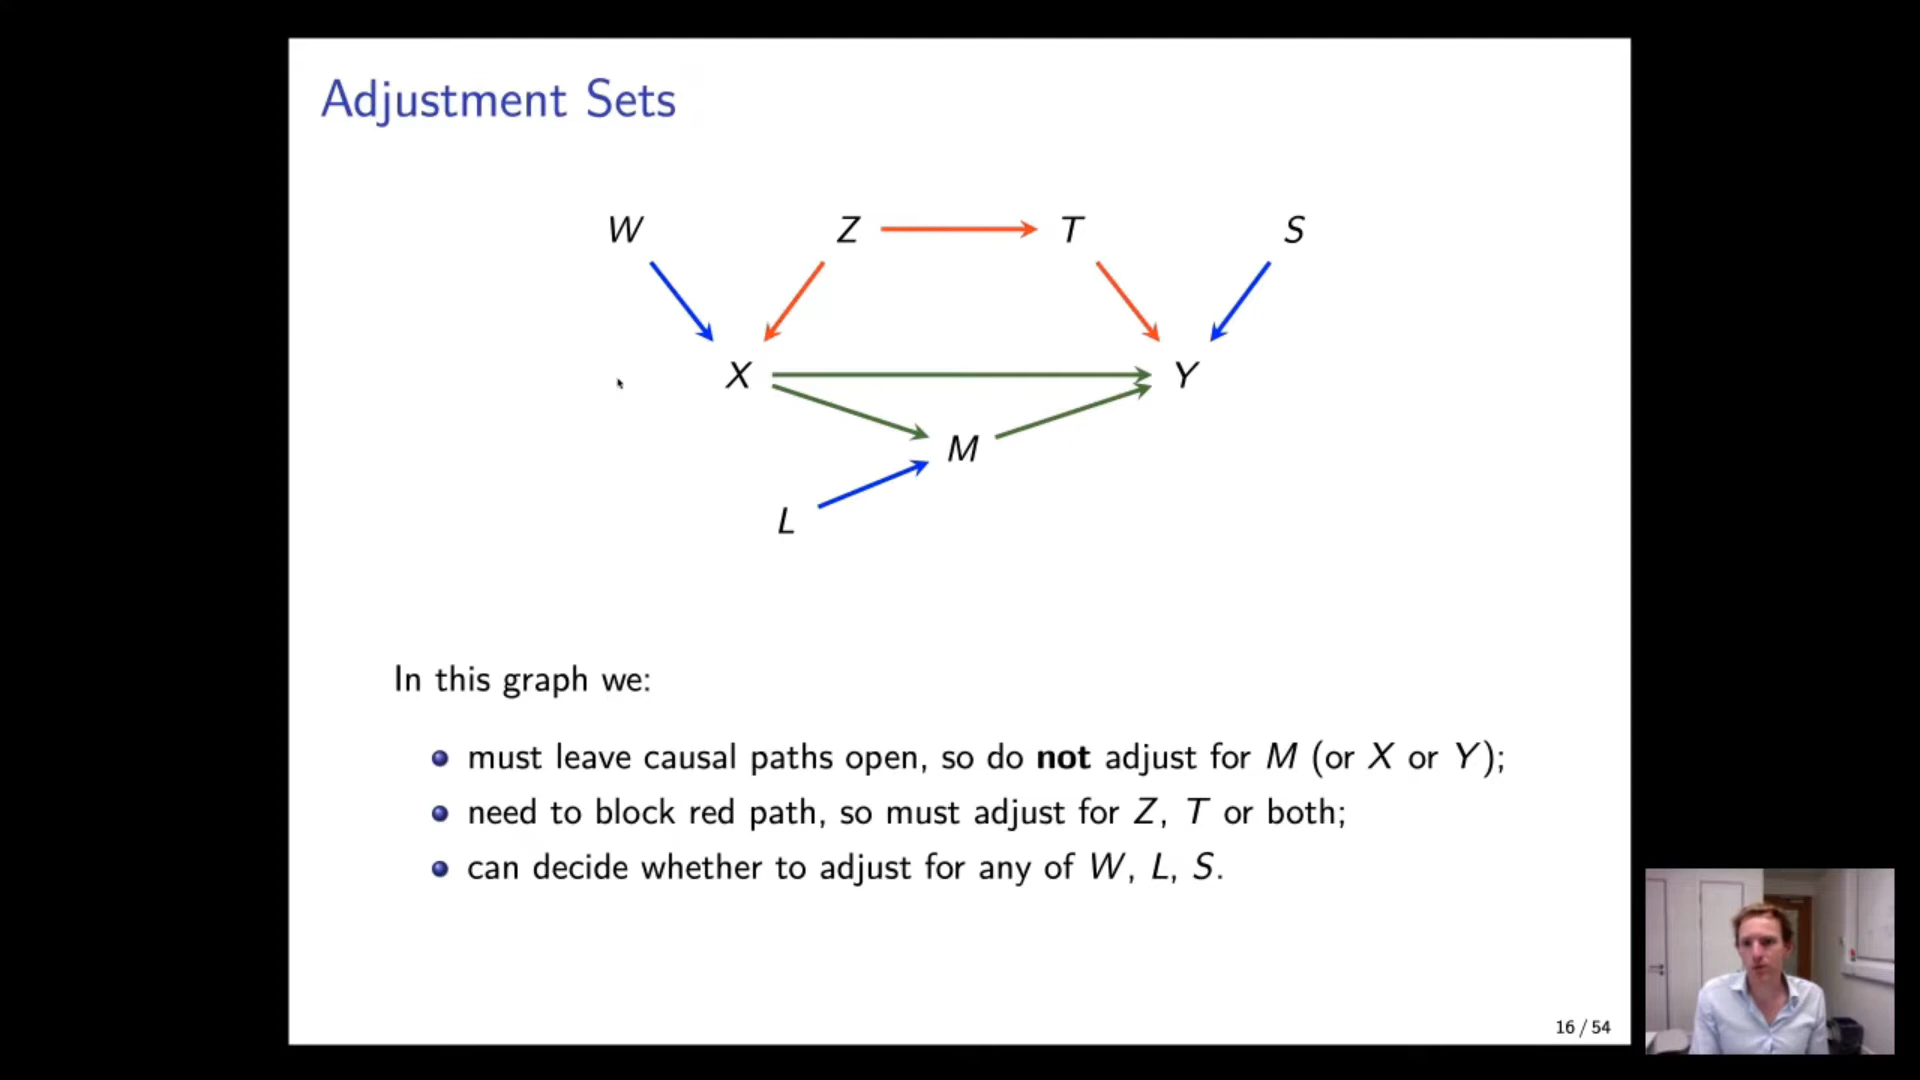 Adjustment Sets
W Z T S
X Y
M
L
In this graph we:
must leave causal paths open, so do not adjust for M (or X or Y);
need to block red path, so must adjust for Z, T or both;
can decide whether to adjust for any of W, L, S.
16 / 54